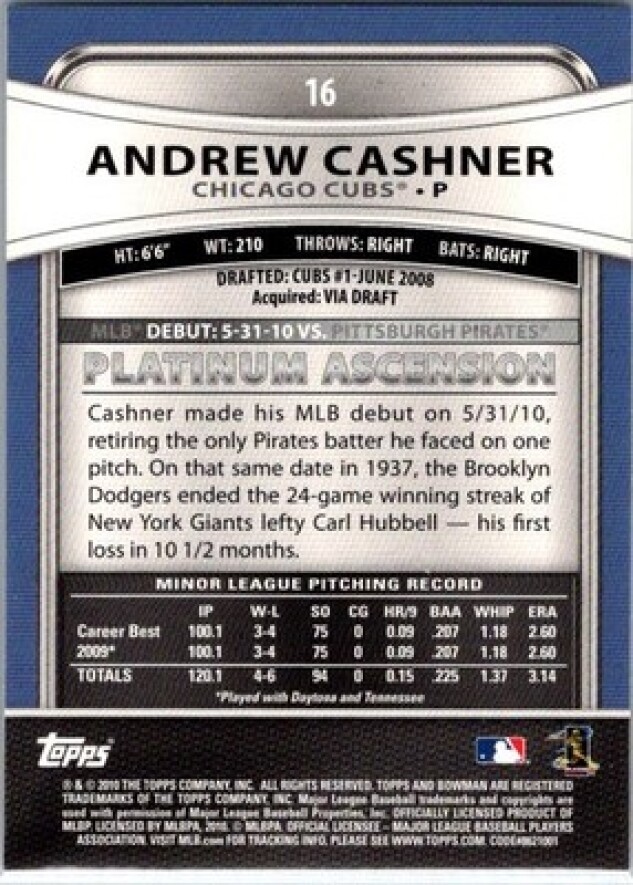 16
ANDREW CASHNER
CHICAGO CUBS® • P
HT: 6'6" WT: 210 THROWS: RIGHT BATS: RIGHT
DRAFTED: CUBS #1-JUNE 2008
Acquired: VIA DRAFT
MLB® DEBUT: 5-31-10 VS. PITTSBURGH PIRATES®
PLATINUM ASCENSION
Cashner made his MLB debut on 5/31/10,
retiring the only Pirates batter he faced on one
pitch. On that same date in 1937, the Brooklyn
Dodgers ended the 24-game winning streak of
New York Giants lefty Carl Hubbell — his first
loss in 10 1/2 months.
MINOR LEAGUE PITCHING RECORD
IP W-L SO CG HR/9 BAA WHIP ERA
Career Best 100.1 3-4 75 0 0.09 .207 1.18 2.60
2009* 100.1 3-4 75 0 0.09 .207 1.18 2.60
TOTALS 120.1 4-6 94 0 0.15 .225 1.37 3.14
*Played with Daytona and Tennessee
Topps®
® & © 2010 THE TOPPS COMPANY, INC. ALL RIGHTS RESERVED. TOPPS AND BOWMAN ARE REGISTERED
TRADEMARKS OF THE TOPPS COMPANY, INC. Major League Baseball trademarks and copyrights are
used with permission of Major League Baseball Properties, Inc. OFFICIALLY LICENSED PRODUCT OF
MLBP, LICENSED BY MLBPA, 2010. © MLBPA, OFFICIAL LICENSEE – MAJOR LEAGUE BASEBALL PLAYERS
ASSOCIATION. VISIT MLB.com FOR TRACKING INFO. PLEASE SEE WWW.TOPPS.COM. CODE#8621001